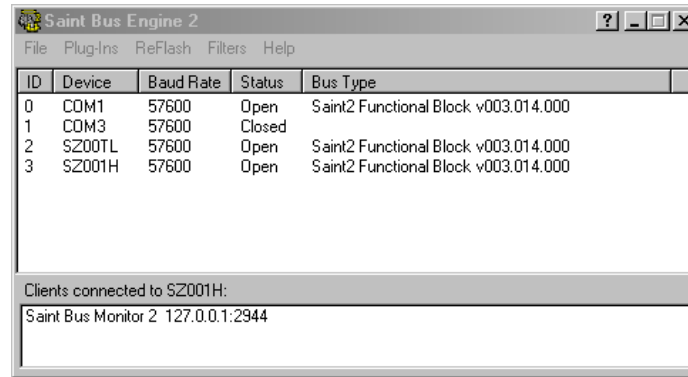 Saint Bus Engine 2
File Plug-Ins ReFlash Filters Help
ID Device Baud Rate Status Bus Type
0 COM1 57600 Open Saint2 Functional Block v003.014.000
1 COM3 57600 Closed
2 SZ00TL 57600 Open Saint2 Functional Block v003.014.000
3 SZ001H 57600 Open Saint2 Functional Block v003.014.000
Clients connected to SZ001H:
Saint Bus Monitor 2 127.0.0.1:2944